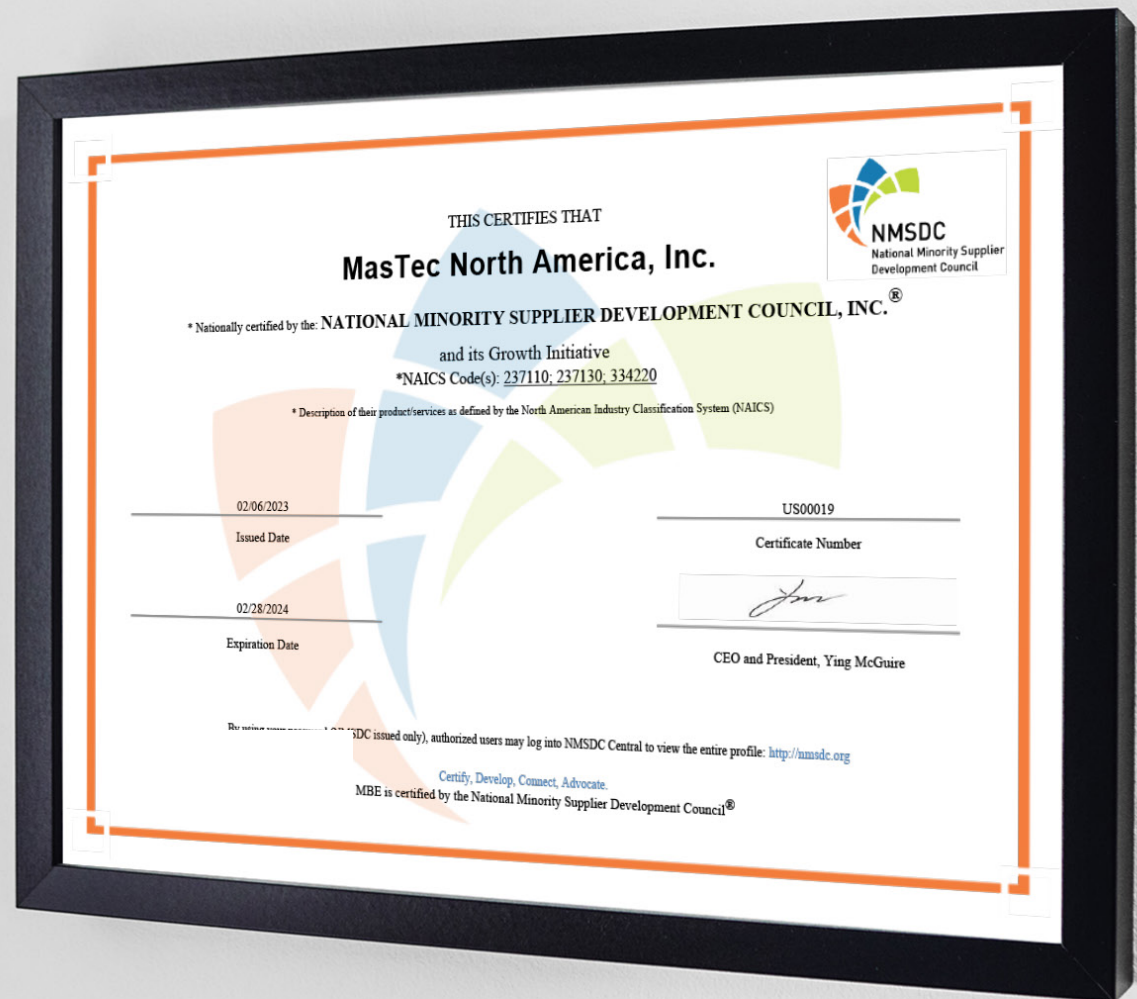 THIS CERTIFIES THAT
MasTec North America, Inc.
NMSDC
National Minority Supplier
Development Council
* Nationally certified by the: NATIONAL MINORITY SUPPLIER DEVELOPMENT COUNCIL, INC.®
and its Growth Initiative
*NAICS Code(s): 237110; 237130; 334220
* Description of their product/services as defined by the North American Industry Classification System (NAICS)
02/06/2023
Issued Date
US00019
Certificate Number
02/28/2024
Expiration Date
CEO and President, Ying McGuire
By using issued only), authorized users may log into NMSDC Central to view the entire profile: http://nmsdc.org
Certify, Develop, Connect, Advocate.
MBE is certified by the National Minority Supplier Development Council®